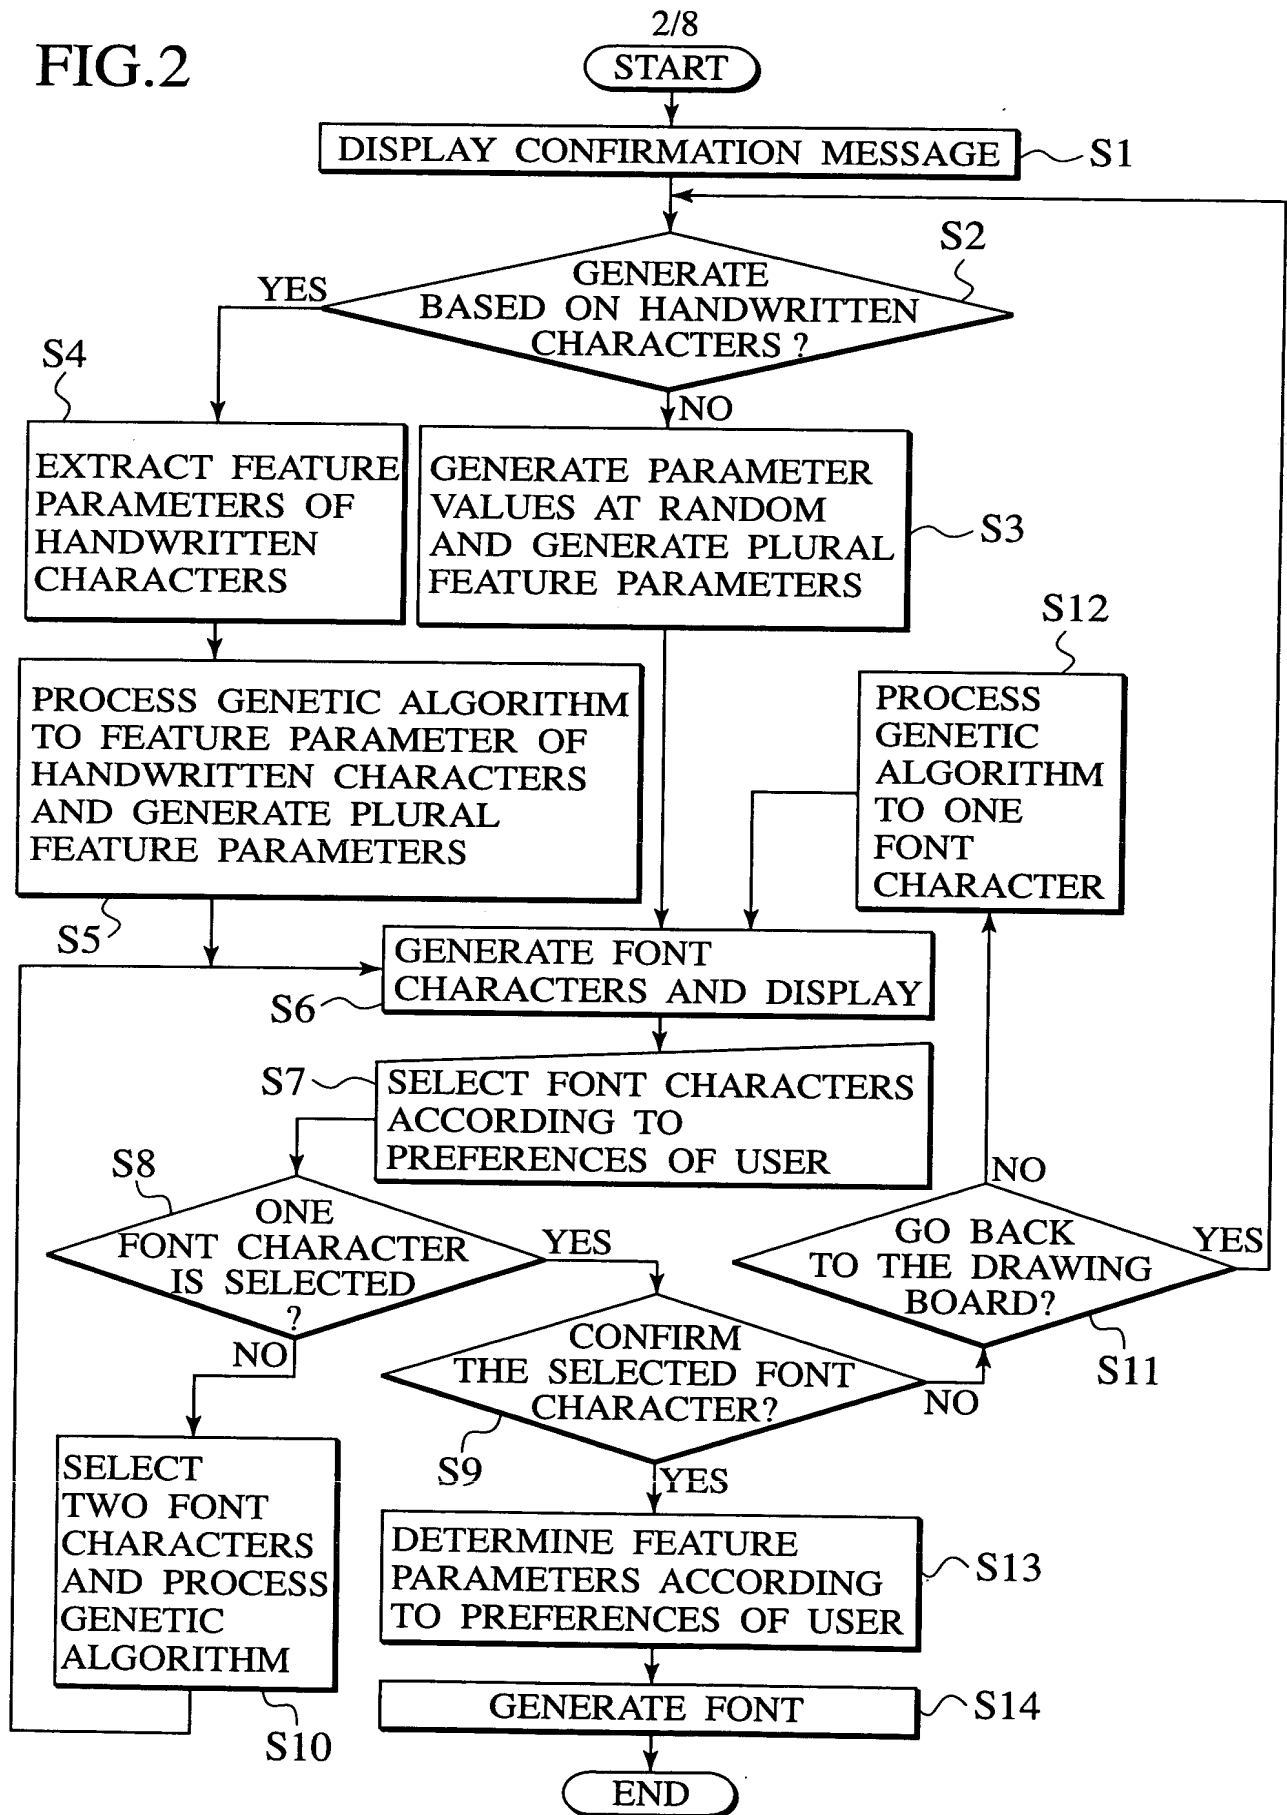 2/8
FIG.2
START
DISPLAY CONFIRMATION MESSAGE
S1
S2
GENERATE
BASED ON HANDWRITTEN
CHARACTERS ?
YES
NO
S4
EXTRACT FEATURE
PARAMETERS OF
HANDWRITTEN
CHARACTERS
GENERATE PARAMETER
VALUES AT RANDOM
AND GENERATE PLURAL
FEATURE PARAMETERS
S3
S12
PROCESS
GENETIC
ALGORITHM
TO ONE
FONT
CHARACTER
PROCESS GENETIC ALGORITHM
TO FEATURE PARAMETER OF
HANDWRITTEN CHARACTERS
AND GENERATE PLURAL
FEATURE PARAMETERS
S5
GENERATE FONT
CHARACTERS AND DISPLAY
S6
S7
SELECT FONT CHARACTERS
ACCORDING TO
PREFERENCES OF USER
S8
ONE
FONT CHARACTER
IS SELECTED
?
YES
NO
NO
GO BACK
TO THE DRAWING
BOARD?
YES
S11
CONFIRM
THE SELECTED FONT
CHARACTER?
NO
S9
YES
SELECT
TWO FONT
CHARACTERS
AND PROCESS
GENETIC
ALGORITHM
S10
DETERMINE FEATURE
PARAMETERS ACCORDING
TO PREFERENCES OF USER
S13
GENERATE FONT
S14
END